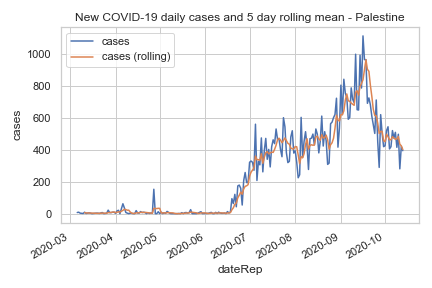 New COVID-19 daily cases and 5 day rolling mean - Palestine
cases
cases (rolling)
1000
800
600
400
200
0
cases
2020-03
2020-04
2020-05
2020-06
2020-07
2020-08
2020-09
2020-10
dateRep